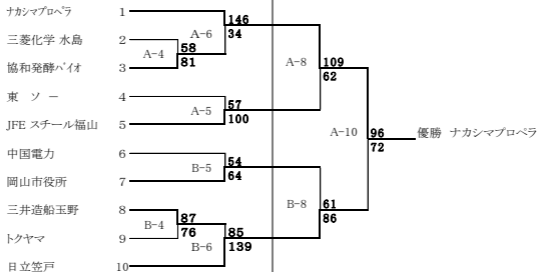 ナカシマプロペラ 1
146
A-6 34
三菱化学 水島 2
A-4 58
81
A-8 109
62
協和発酵バイオ 3
東 ソ ー 4
A-5 57
100
JFE スチール福山 5
A-10 96
72
優勝 ナカシマプロペラ
中国電力 6
B-5 54
64
岡山市役所 7
B-8 61
86
三井造船玉野 8
B-4 87
76
トクヤマ 9
B-6 85
139
日立笠戸 10